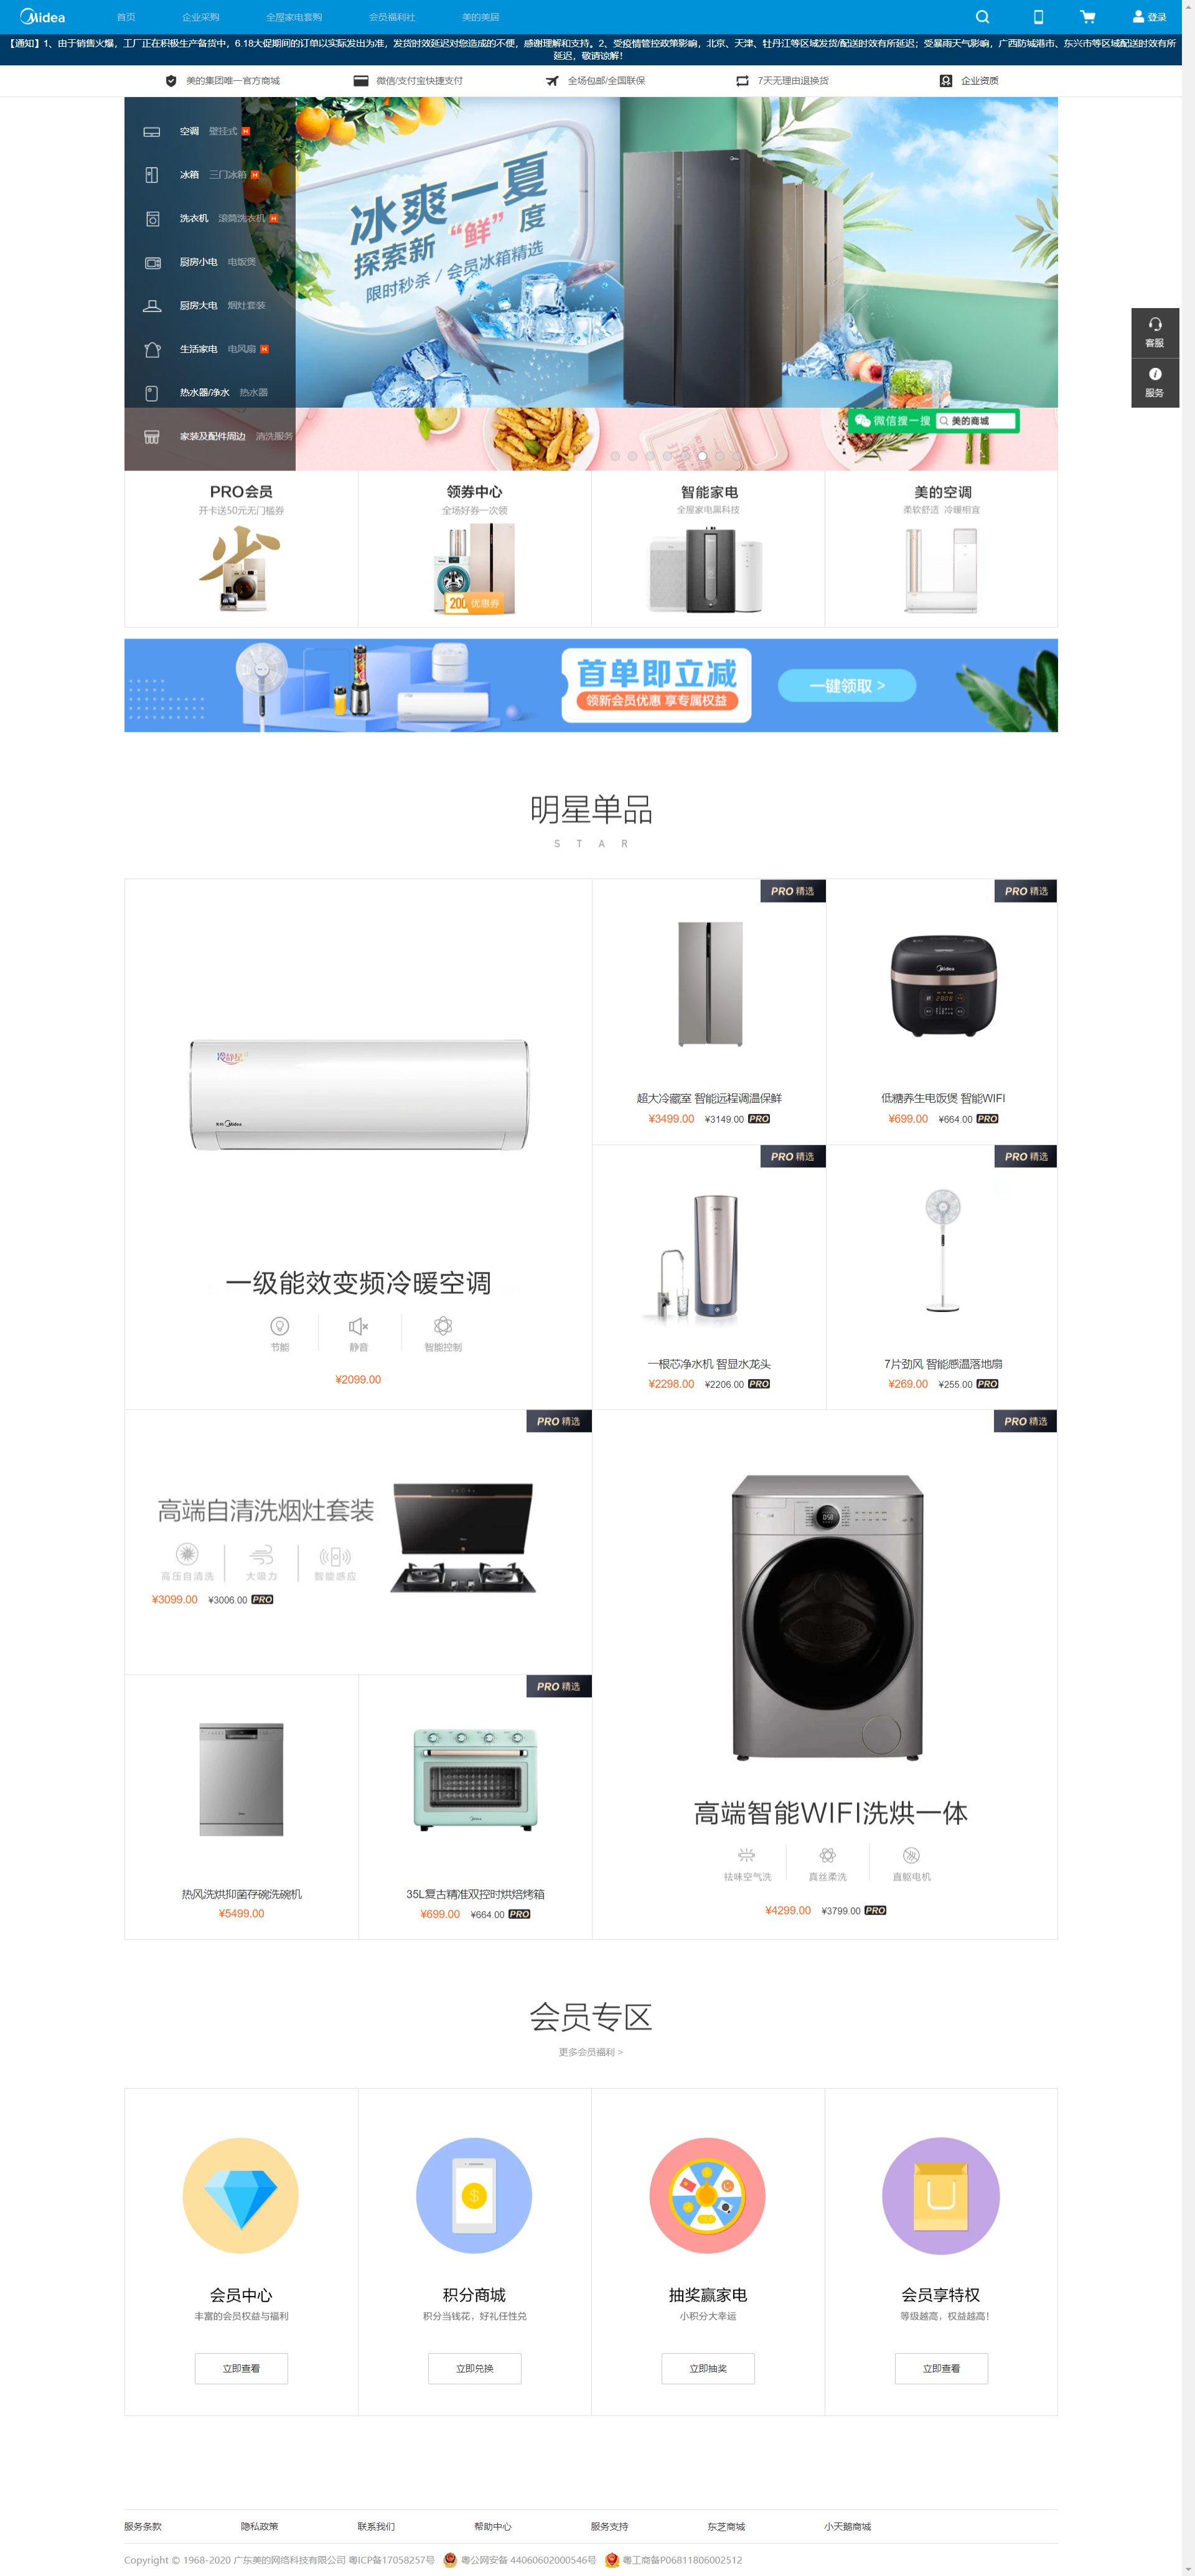 Midea 首页 企业采购 全屋家电套购 会员福利社 美的美居 登录
【通知】1、由于销售火爆，工厂正在积极生产备货中，6.18大促期间的订单以实际发出为准，发货时效延迟对您造成的不便，感谢理解和支持。2、受疫情管控政策影响，北京、天津、牡丹江等区域发货/配送时效有所延迟；受暴雨天气影响，广西防城港市、东兴市等区域配送时效有所
延迟，敬请谅解！
美的集团唯一官方商城 微信/支付宝快捷支付 全场包邮/全国联保 7天无理由退换货 企业资质
空调 壁挂式 H
冰箱 三门冰箱 H
洗衣机 滚筒洗衣机 H
厨房小电 电饭煲
厨房大电 烟灶套装
生活家电 电风扇 H
热水器/净水 热水器
家装及配件周边 清洗服务
冰爽一夏
探索新“鲜”度
限时秒杀 / 会员冰箱精选
微信搜一搜 美的商城
客服
服务
PRO会员
开卡送50元无门槛券
领券中心
全场好券一次领
200 优惠券
智能家电
全屋家电黑科技
美的空调
柔软舒适 冷暖相宜
首单即立减
领新会员优惠 享专属权益
一键领取 >
明星单品
STAR
冷静星
Midea
一级能效变频冷暖空调
节能 静音 智能控制
¥2099.00
PRO 精选
超大冷藏室 智能远程调温保鲜
¥3499.00 ¥3149.00 PRO
PRO 精选
Midea
低糖养生电饭煲 智能WIFI
¥699.00 ¥664.00 PRO
PRO 精选
一根芯净水机 智显水龙头
¥2298.00 ¥2206.00 PRO
PRO 精选
7片劲风 智能感温落地扇
¥269.00 ¥255.00 PRO
PRO 精选
高端自清洗烟灶套装
高压自清洗 大吸力 智能感应
¥3099.00 ¥3006.00 PRO
PRO 精选
高端智能WIFI洗烘一体
祛味空气洗 真丝柔洗 直驱电机
¥4299.00 ¥3799.00 PRO
热风洗烘抑菌存碗洗碗机
¥5499.00
PRO 精选
Midea
35L复古精准双控时烘焙烤箱
¥699.00 ¥664.00 PRO
会员专区
更多会员福利 >
会员中心
丰富的会员权益与福利
立即查看
积分商城
积分当钱花，好礼任性兑
立即兑换
抽奖赢家电
小积分大幸运
立即抽奖
会员享特权
等级越高，权益越高！
立即查看
服务条款 隐私政策 联系我们 帮助中心 服务支持 东芝商城 小天鹅商城
Copyright © 1968-2020 广东美的网络科技有限公司 粤ICP备17058257号 粤公网安备 44060602000546号 粤工商备P06811806002512